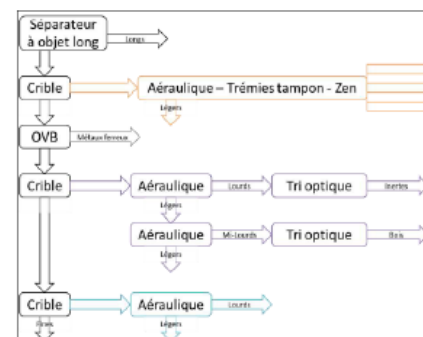 Séparateur
à objet long
Longs
Crible
Aéraulique – Trémies tampon - Zen
Légers
OVB
Métaux ferreux
Crible
Aéraulique
Lourds
Tri optique
Inertes
Légers
Aéraulique
Mi-Lourds
Tri optique
Bois
Légers
Crible
Aéraulique
Lourds
Fines
Légers